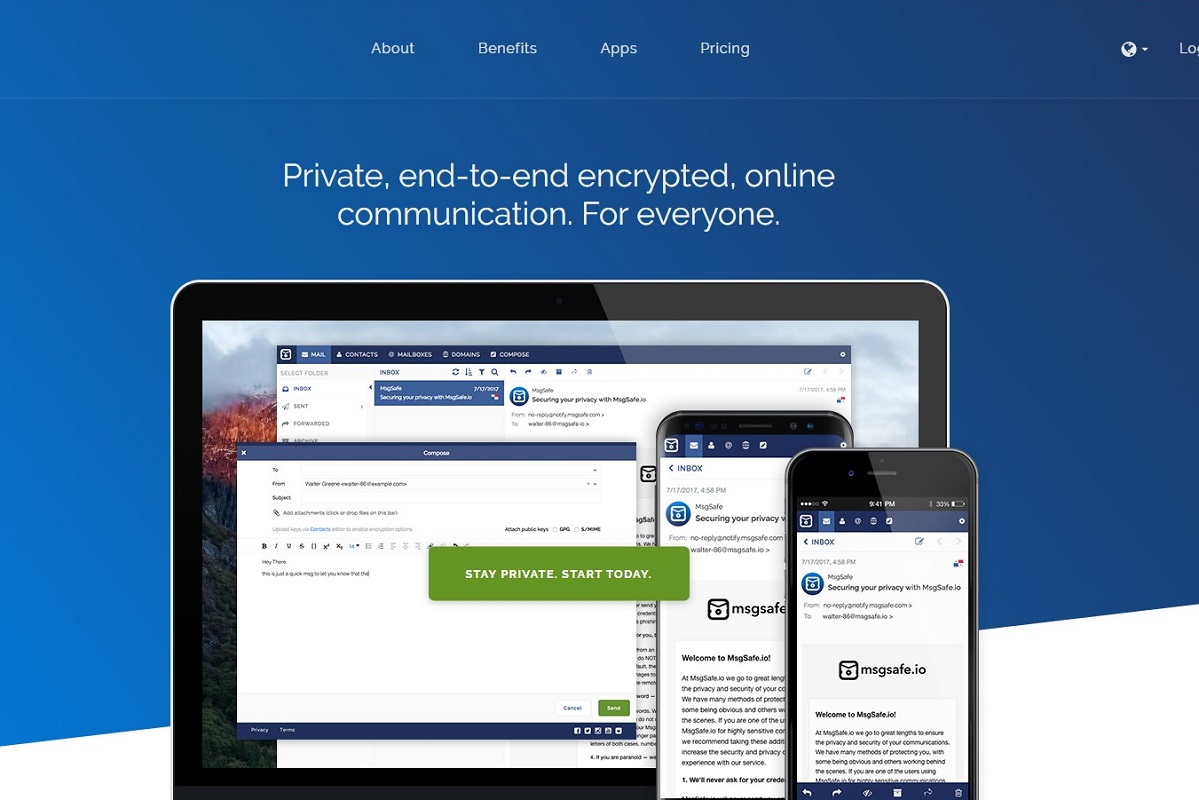 About
Benefits
Apps
Pricing
Private, end-to-end encrypted, online
communication. For everyone.
MAIL
CONTACTS
MAILBOXES
DOMAINS
COMPOSE
SELECT FOLDER
INBOX
SENT
1
FORWARDED
ARCHIVE
INBOX
MsgSafe
7/17/2017
Securing your privacy with MsgSafe.io
MsgSafe
7/17/2017, 4:58 PM
Securing your privacy with MsgSafe.io
From: no-reply@notify.msgsafe.com >
To: walter-86@msgsafe.io >
Compose
To
From
Walter Greene <walter-86@example.com>
Subject
Add attachments (click or drop files on this bar)
Upload keys via Contacts editor to enable encryption options
Attach public keys
GPG
S/MIME
Hey There
this is just a quick msg to let you know that the
STAY PRIVATE. START TODAY.
Cancel
Send
Privacy
Terms
letters of both cases,
4. If you are paranoid —
INBOX
7/17/2017, 4:58 PM
MsgSafe
Securing your privacy
From: no-reply@notify.msgsafe.com
walter-86@msgsafe.io >
msgsafe
Welcome to MsgSafe.io!
At MsgSafe.io we go to great
the privacy and security of your
We have many methods of
some being obvious and others
the scenes. If you are one of the
MsgSafe.io for highly sensitive
we recommend taking these
increase the security and privacy
experience with our service.
1. We'll never ask for your
9:41 PM
33%
INBOX
7/17/2017, 4:58 PM
MsgSafe
Securing your privacy with MsgSafe.io
From: no-reply@notify.msgsafe.com >
To: walter-86@msgsafe.io >
msgsafe.io
Welcome to MsgSafe.io!
At MsgSafe.io we go to great lengths to ensure
the privacy and security of your communications.
We have many methods of protecting you, with
some being obvious and others working behind
the scenes. If you are one of the users using
MsgSafe.io for highly sensitive communications